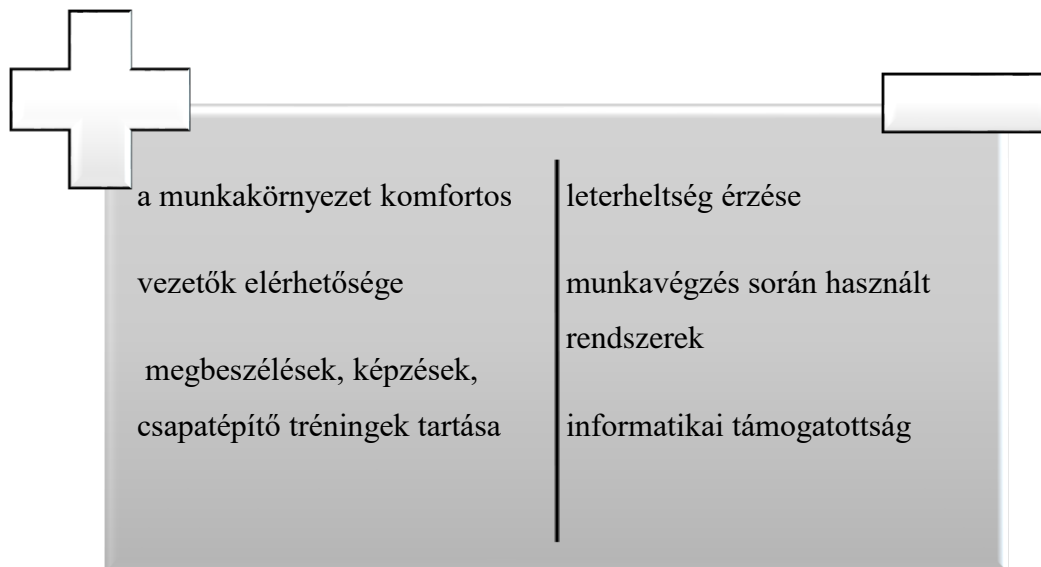 a munkakörnyezet komfortos
vezetők elérhetősége
megbeszélések, képzések,
csapatépítő tréningek tartása
leterheltség érzése
munkavégzés során használt
rendszerek
informatikai támogatottság